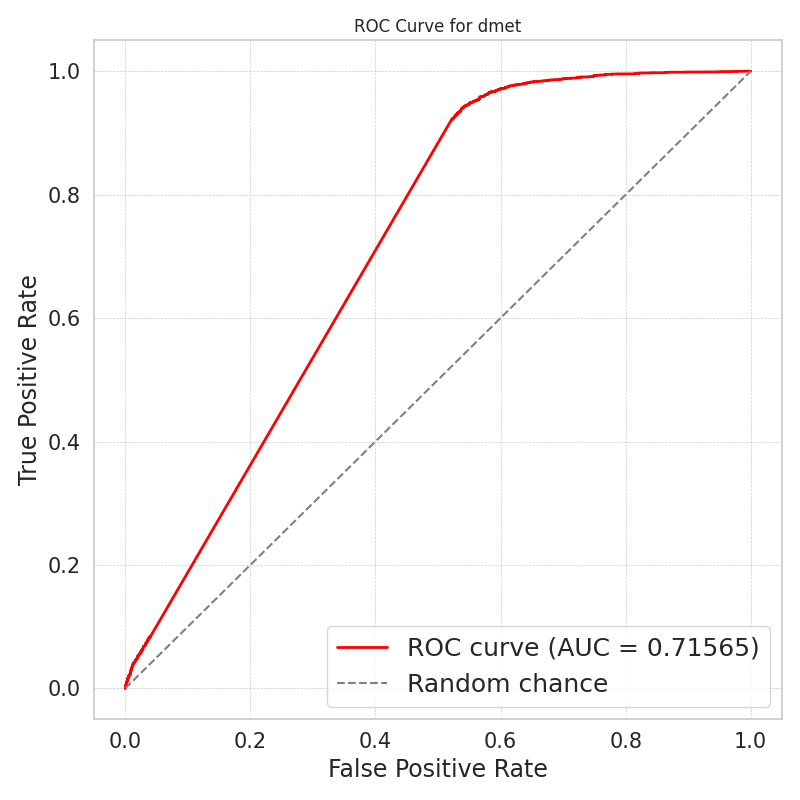 ROC Curve for dmet
1.0
0.8
0.6
0.4
0.2
0.0
True Positive Rate
ROC curve (AUC = 0.71565)
Random chance
0.0 0.2 0.4 0.6 0.8 1.0
False Positive Rate